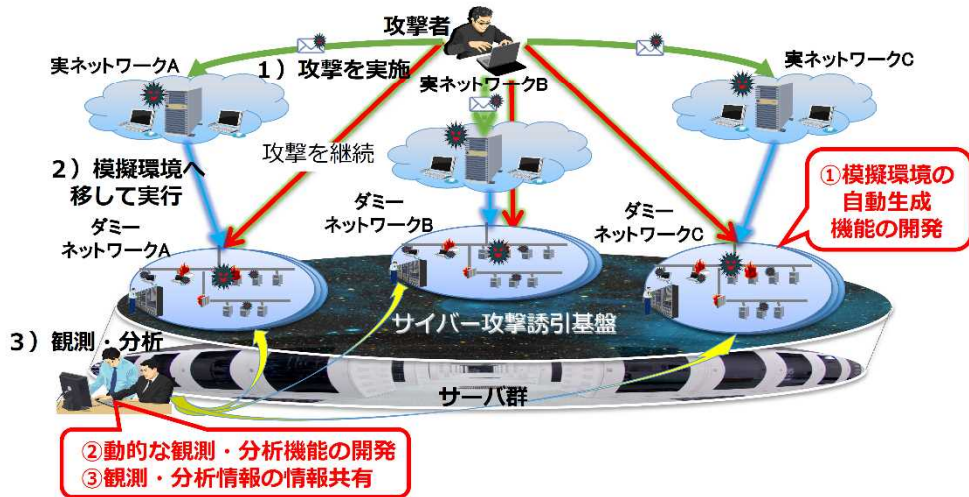 攻撃者
実ネットワークA
1）攻撃を実施
実ネットワークB
実ネットワークC
攻撃を継続
2）模擬環境へ
移して実行
①模擬環境の
自動生成
機能の開発
ダミー
ネットワークA
ダミー
ネットワークB
ダミー
ネットワークC
サイバー攻撃誘引基盤
3）観測・分析
サーバ群
②動的な観測・分析機能の開発
③観測・分析情報の情報共有